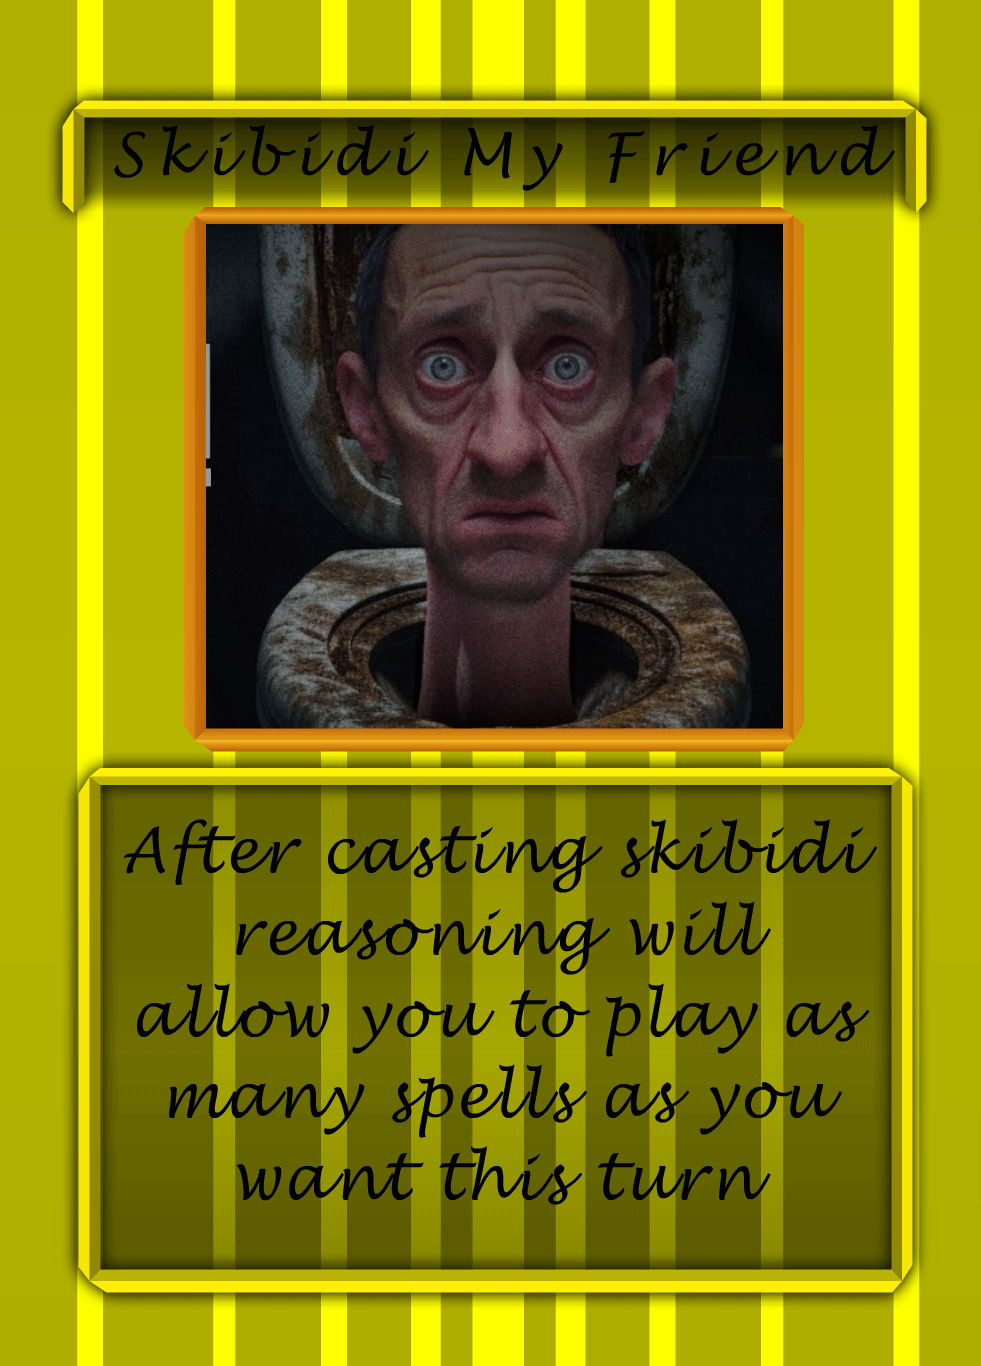 Skibidi My Friend
After casting skibidi
reasoning will
allow you to play as
many spells as you
want this turn